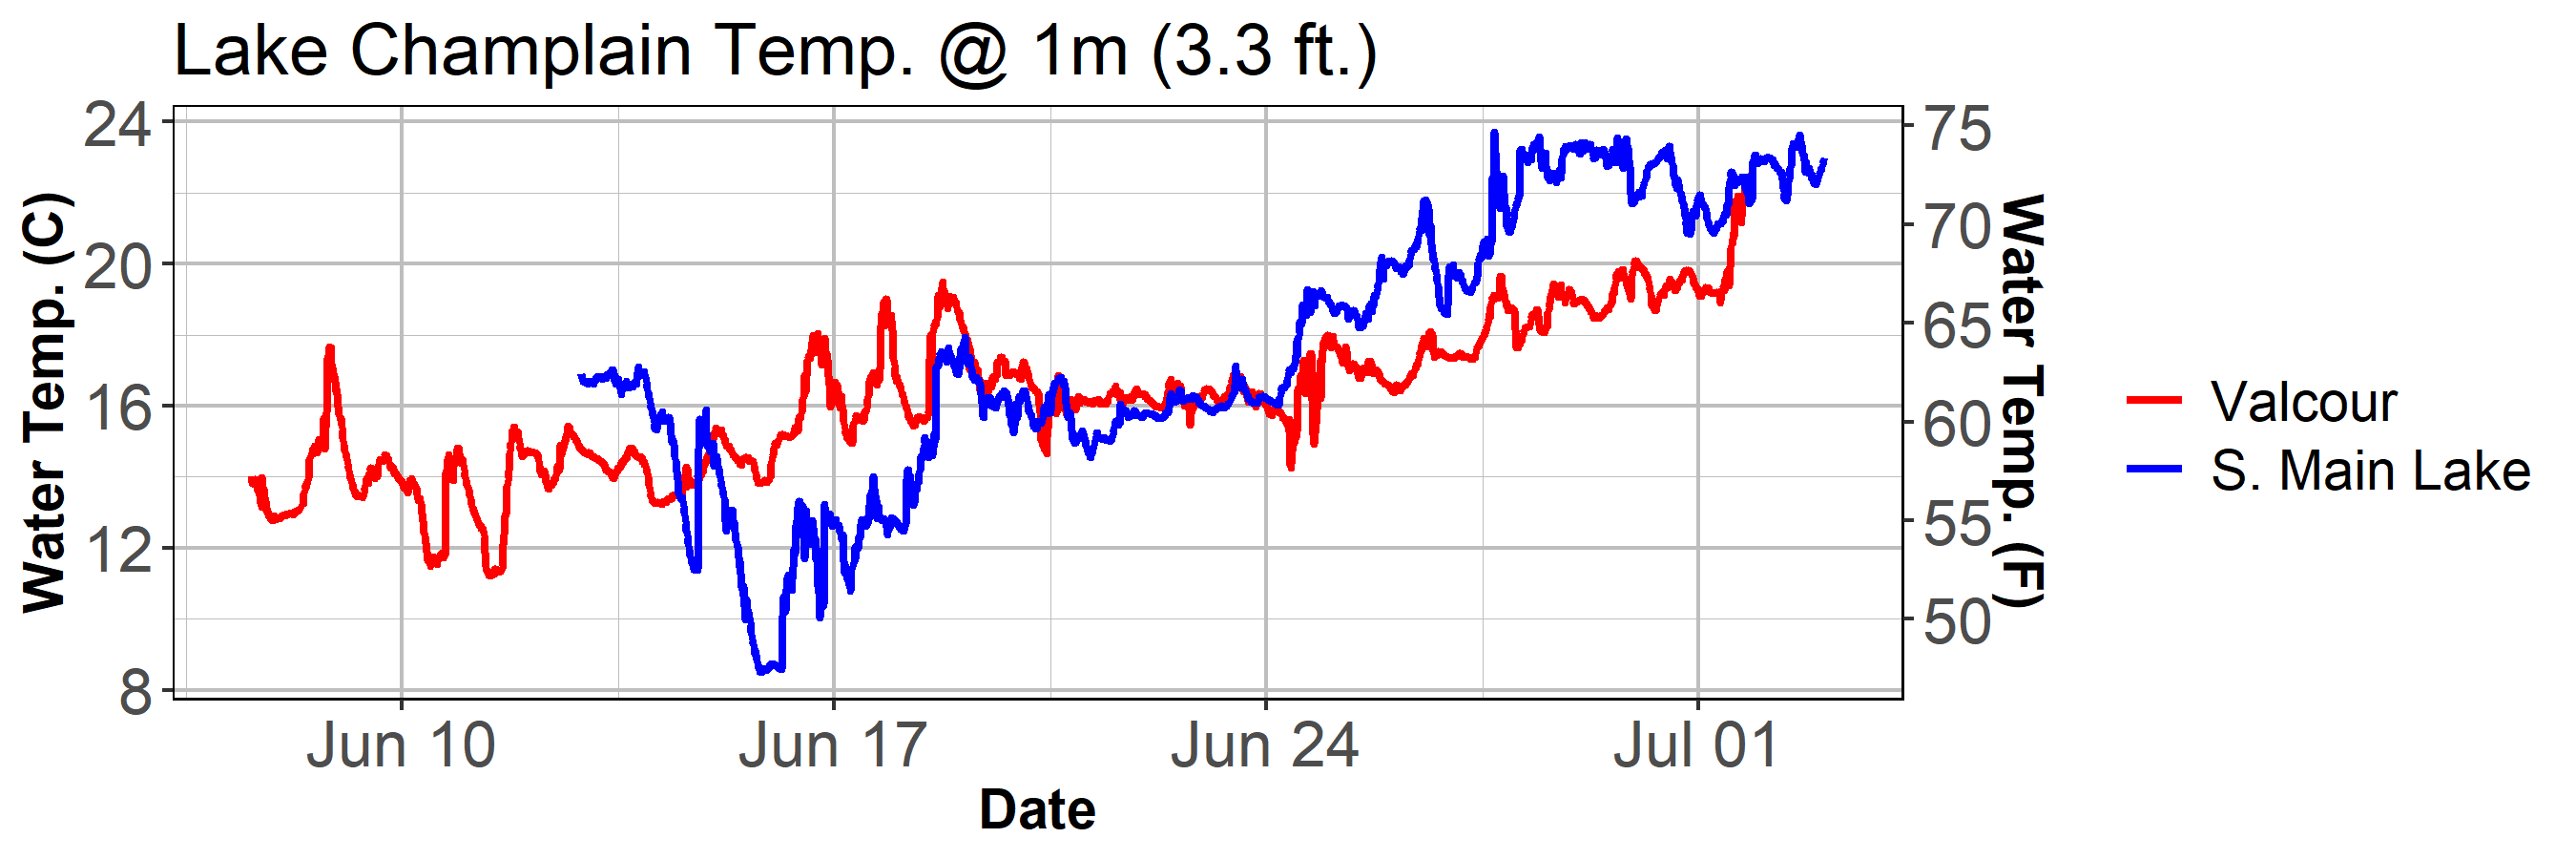 Lake Champlain Temp. @ 1m (3.3 ft.)
Water Temp. (C)
24
20
16
12
8
75
70
65
60
55
50
Water Temp. (F)
Jun 10
Jun 17
Jun 24
Jul 01
Date
Valcour
S. Main Lake